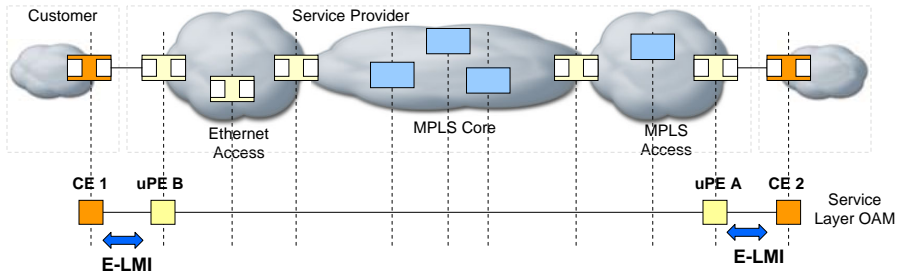 Customer
Service Provider
Ethernet
Access
MPLS Core
MPLS
Access
CE 1
uPE B
uPE A
CE 2
Service
Layer OAM
E-LMI
E-LMI